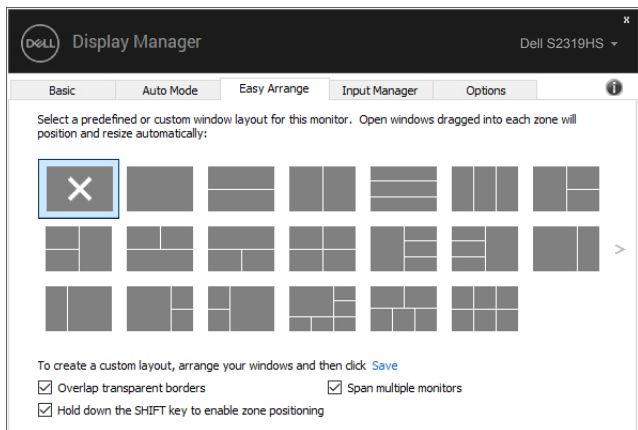 x
DELL Display Manager Dell S2319HS
Basic Auto Mode Easy Arrange Input Manager Options
Select a predefined or custom window layout for this monitor. Open windows dragged into each zone will
position and resize automatically:
To create a custom layout, arrange your windows and then click Save
Overlap transparent borders Span multiple monitors
Hold down the SHIFT key to enable zone positioning